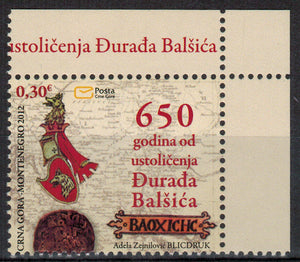 ustoličenja Đurađa Balšića
0,30€
Pošta
Crne Gore
650
godina od
ustoličenja
Đurađa
Balšića
CRNA GORA - MONTENEGRO 2012
Adela Zejnilović BLICDRUK